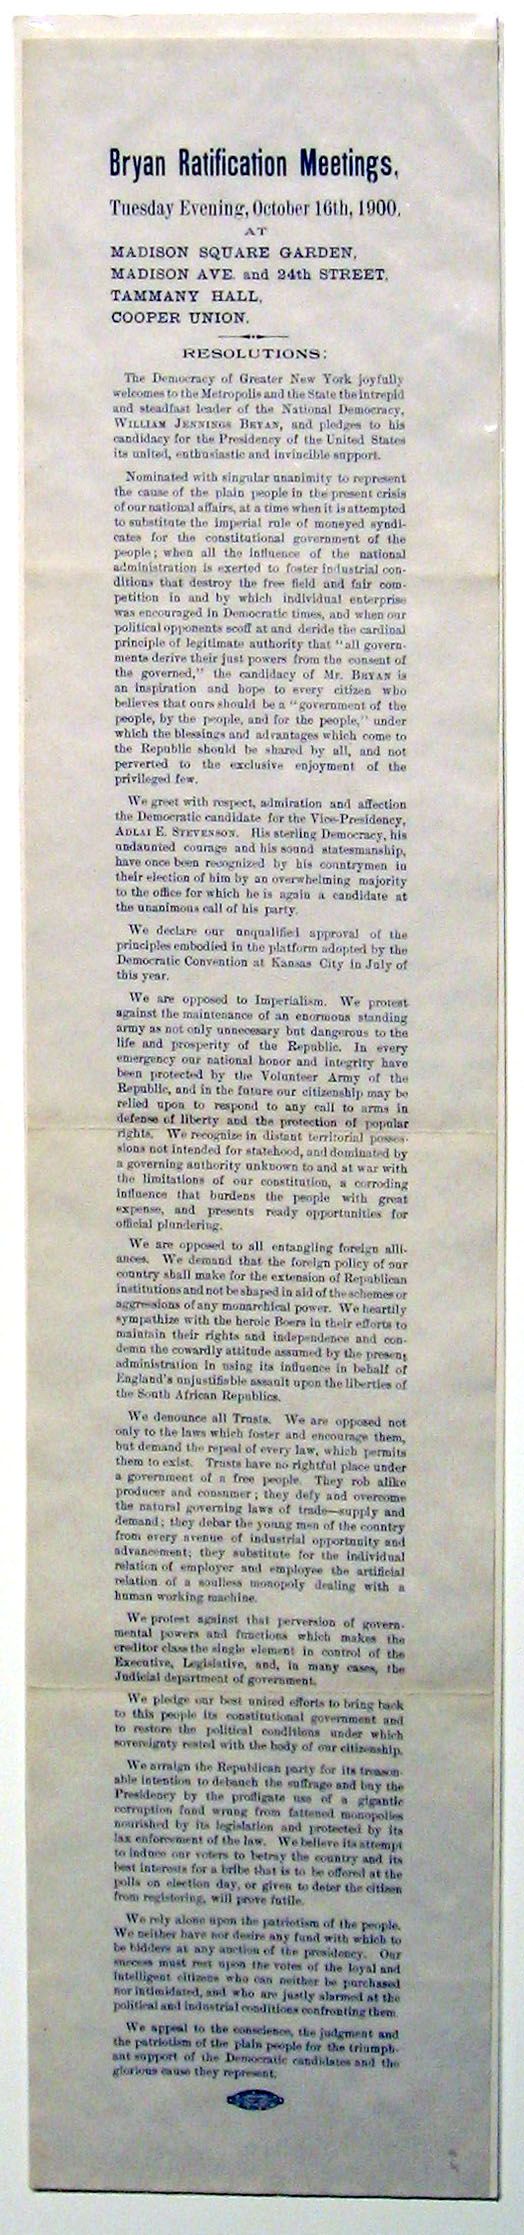 Bryan Ratification Meetings,
Tuesday Evening, October 16th, 1900.
AT
MADISON SQUARE GARDEN,
MADISON AVE. and 24th STREET,
TAMMANY HALL,
COOPER UNION.
RESOLUTIONS:
The Democracy of Greater New York joyfully
welcomes to the Metropolis and the State the intrepid
and steadfast leader of the National Democracy,
WILLIAM JENNINGS BRYAN, and pledges to his
candidacy for the Presidency of the United States
its united, enthusiastic and invincible support.
Nominated with singular unanimity to represent
the cause of the plain people in the present crisis
of our national affairs, at a time when it is attempted
to substitute the imperial rule of moneyed syndi-
cates for the constitutional government of the
people; when all the influence of the national
administration is exerted to foster industrial con-
ditions that destroy the free field and fair com-
petition in and by which individual enterprise
was encouraged in Democratic times, and when our
political opponents scoff at and deride the cardinal
principle of legitimate authority that "all govern-
ments derive their just powers from the consent of
the governed," the candidacy of MR. BRYAN is
an inspiration and hope to every citizen who
believes that ours should be a "government of the
people, by the people, and for the people," under
which the blessings and advantages which come to
the Republic should be shared by all, and not
perverted to the exclusive enjoyment of the
privileged few.
We greet with respect, admiration and affection
the Democratic candidate for the Vice-Presidency,
ADLAI E. STEVENSON. His sterling Democracy, his
undaunted courage and his sound statesmanship,
have once been recognized by his countrymen in
their election of him by an overwhelming majority
to the office for which he is again a candidate at
the unanimous call of his party.
We declare our unqualified approval of the
principles embodied in the platform adopted by the
Democratic Convention at Kansas City in July of
this year.
We are opposed to Imperialism. We protest
against the maintenance of an enormous standing
army as not only unnecessary but dangerous to the
life and prosperity of the Republic. In every
emergency our national honor and integrity have
been protected by the Volunteer Army of the
Republic, and in the future our citizenship may be
relied upon to respond to any call to arms in
defense of liberty and the protection of popular
rights. We recognize in distant territorial posses-
sions not intended for statehood, and dominated by
a governing authority unknown to and at war with
the limitations of our constitution, a corroding
influence that burdens the people with great
expense, and presents ready opportunities for
official plundering.
We are opposed to all entangling foreign alli-
ances. We demand that the foreign policy of our
country shall make for the extension of Republican
institutions and not be shaped in aid of the schemes or
aggressions of any monarchical power. We heartily
sympathize with the heroic Boers in their efforts to
maintain their rights and independence and con-
demn the cowardly attitude assumed by the present
administration in using its influence in behalf of
England's unjustifiable assault upon the liberties of
the South African Republics.
We denounce all Trusts. We are opposed not
only to the laws which foster and encourage them,
but demand the repeal of every law, which permits
them to exist. Trusts have no rightful place under
a government of a free people. They rob alike
producer and consumer; they defy and overcome
the natural governing laws of trade—supply and
demand; they debar the young men of the country
from every avenue of industrial opportunity and
advancement; they substitute for the individual
relation of employer and employee the artificial
relation of a soulless monopoly dealing with a
human working machine.
We protest against that perversion of govern-
mental powers and functions which makes the
creditor class the single element in control of the
Executive, Legislative, and, in many cases, the
Judicial department of government.
We pledge our best united efforts to bring back
to this people its constitutional government and
to restore the political conditions under which
sovereignty rested with the body of our citizenship.
We arraign the Republican party for its treason-
able intention to debauch the suffrage and buy the
Presidency by the profligate use of a gigantic
corruption fund wrung from fattened monopolies
nourished by its legislation and protected by its
lax enforcement of the law. We believe its attempt
to induce our voters to betray the country and its
best interests for a bribe that is to be offered at the
polls on election day, or given to deter the citizen
from registering, will prove futile.
We rely alone upon the patriotism of the people.
We neither have nor desire any fund with which to
be bidders at any auction of the presidency. Our
success must rest upon the votes of the loyal and
intelligent citizens who can neither be purchased
nor intimidated, and who are justly alarmed at the
political and industrial conditions confronting them.
We appeal to the conscience, the judgment and
the patriotism of the plain people for the triumph-
ant support of the Democratic candidates and the
glorious cause they represent.